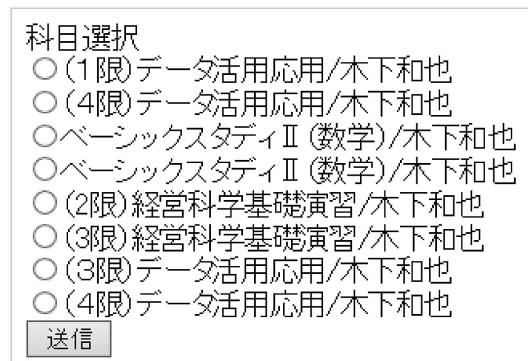 科目選択
(1限)データ活用応用/木下和也
(4限)データ活用応用/木下和也
ベーシックスタディⅡ(数学)/木下和也
ベーシックスタディⅡ(数学)/木下和也
(2限)経営科学基礎演習/木下和也
(3限)経営科学基礎演習/木下和也
(3限)データ活用応用/木下和也
(4限)データ活用応用/木下和也
送信